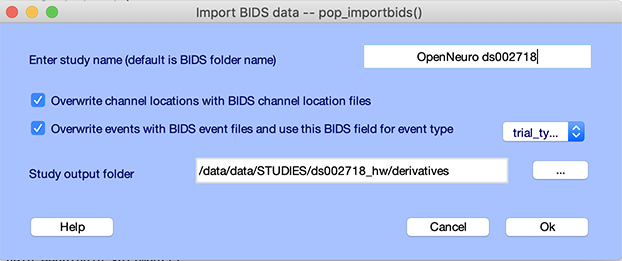 Import BIDS data -- pop_importbids()
Enter study name (default is BIDS folder name) OpenNeuro ds002718
Overwrite channel locations with BIDS channel location files
Overwrite events with BIDS event files and use this BIDS field for event type trial_ty...
Study output folder /data/data/STUDIES/ds002718_hw/derivatives ...
Help Cancel Ok